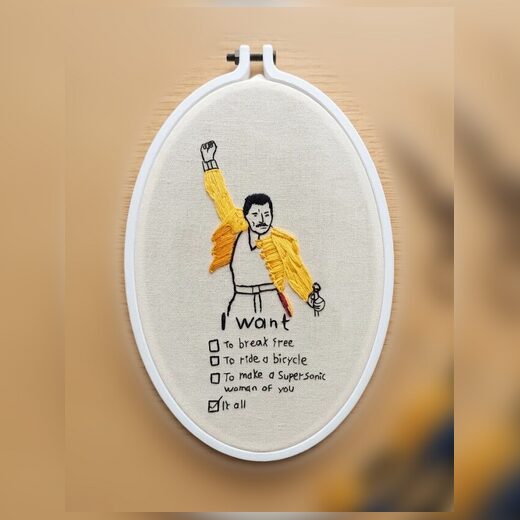 I want
To break free
To ride a bicycle
To make a Supersonic
woman of you
It all